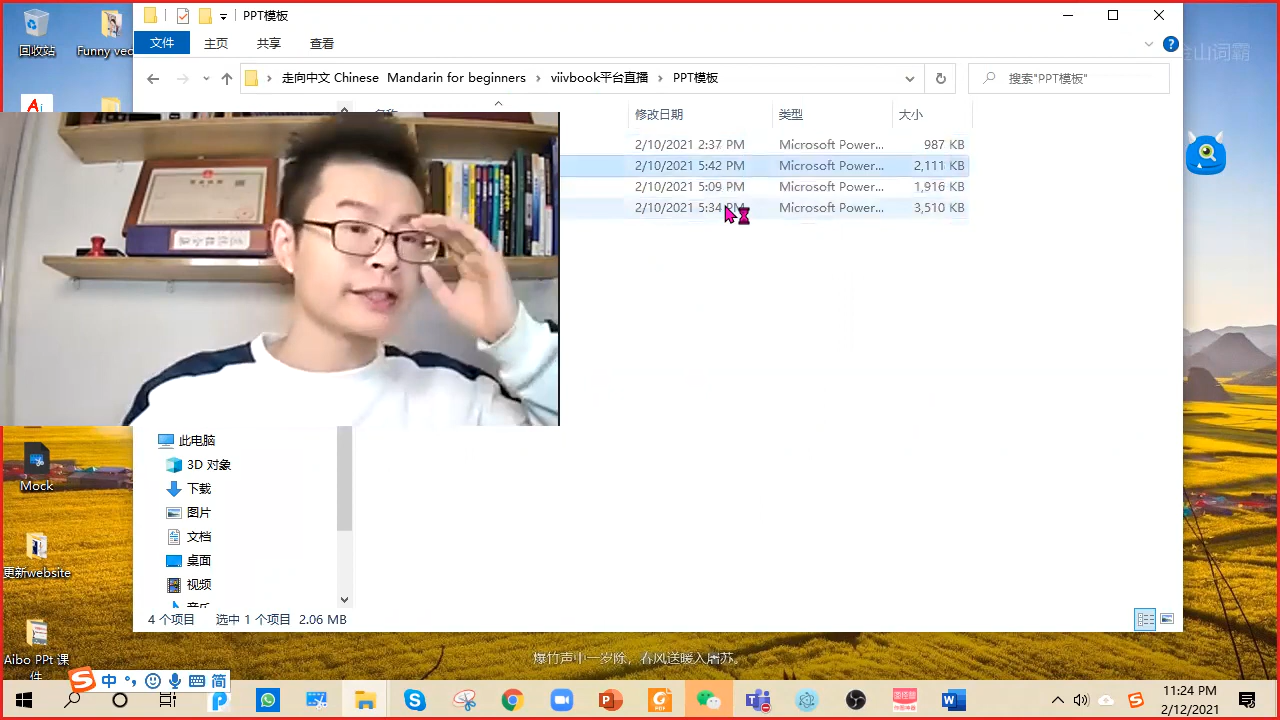 回收站
Funny vec
PPT模板
文件
主页
共享
查看
走向中文 Chinese Mandarin for beginners
viivbook平台直播
PPT模板
搜索"PPT模板"
金山词霸
修改日期
类型
大小
2/10/2021 2:37 PM Microsoft Power... 987 KB
2/10/2021 5:42 PM Microsoft Power... 2,111 KB
2/10/2021 5:09 PM Microsoft Power... 1,916 KB
2/10/2021 5:34 PM Microsoft Power... 3,510 KB
此电脑
3D 对象
下载
图片
文档
桌面
视频
音乐
Mock
更新website
Aibo PPt 课件
4 个项目 选中 1 个项目 2.06 MB
爆竹声中一岁除，春风送暖入屠苏。
中
简
11:24 PM
2/12/2021